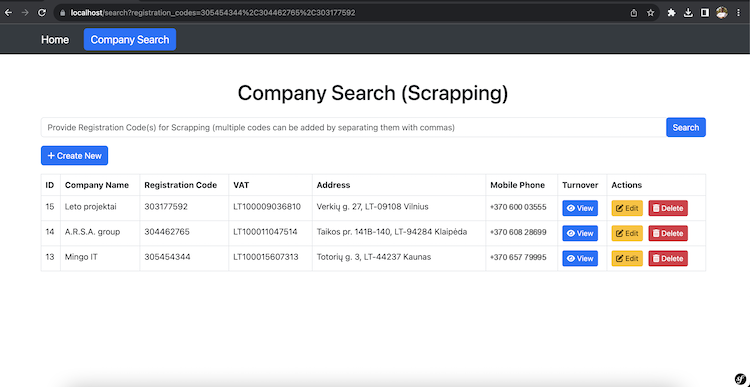 localhost/search?registration_codes=305454344%2C304462765%2C303177592
Home Company Search
Company Search (Scrapping)
Provide Registration Code(s) for Scrapping (multiple codes can be added by separating them with commas) Search
+ Create New
ID Company Name Registration Code VAT Address Mobile Phone Turnover Actions
15 Leto projektai 303177592 LT100009036810 Verkių g. 27, LT-09108 Vilnius +370 600 03555 View Edit Delete
14 A.R.S.A. group 304462765 LT100011047514 Taikos pr. 141B-140, LT-94284 Klaipėda +370 608 28699 View Edit Delete
13 Mingo IT 305454344 LT100015607313 Totorių g. 3, LT-44237 Kaunas +370 657 79995 View Edit Delete
sf